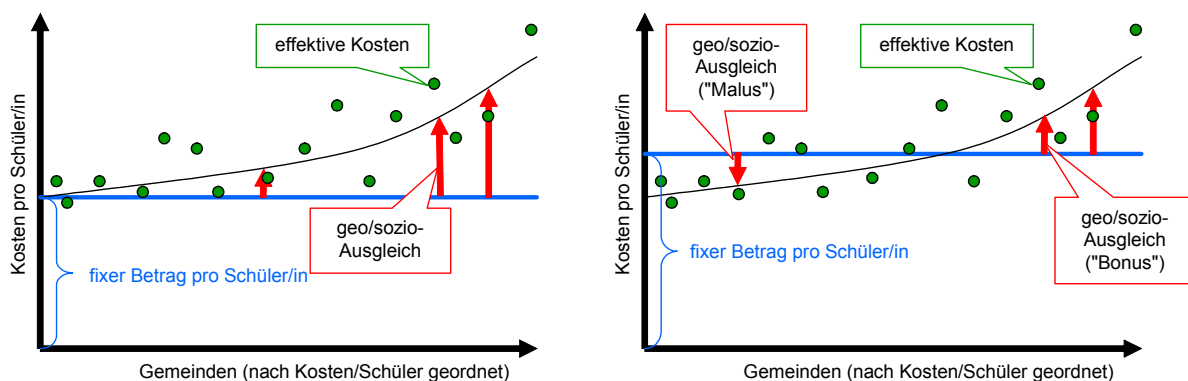 Kosten pro Schüler/in
effektive Kosten
geo/sozio-
Ausgleich
fixer Betrag pro Schüler/in
Gemeinden (nach Kosten/Schüler geordnet)
Kosten pro Schüler/in
geo/sozio-
Ausgleich
("Malus")
effektive Kosten
geo/sozio-
Ausgleich
("Bonus")
fixer Betrag pro Schüler/in
Gemeinden (nach Kosten/Schüler geordnet)